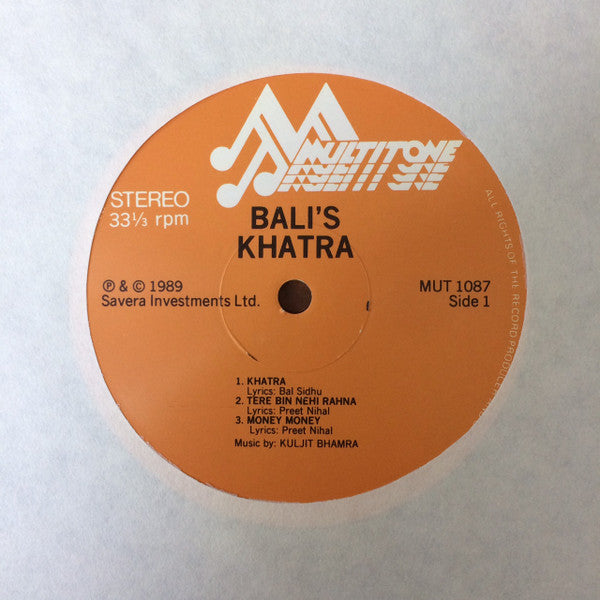 MULTITONE
STEREO
33⅓ rpm
BALI'S
KHATRA
℗ & © 1989
Savera Investments Ltd.
MUT 1087
Side 1
1. KHATRA
Lyrics: Bal Sidhu
2. TERE BIN NEHI RAHNA
Lyrics: Preet Nihal
3. MONEY MONEY
Lyrics: Preet Nihal
Music by: KULJIT BHAMRA
ALL RIGHTS OF THE RECORD